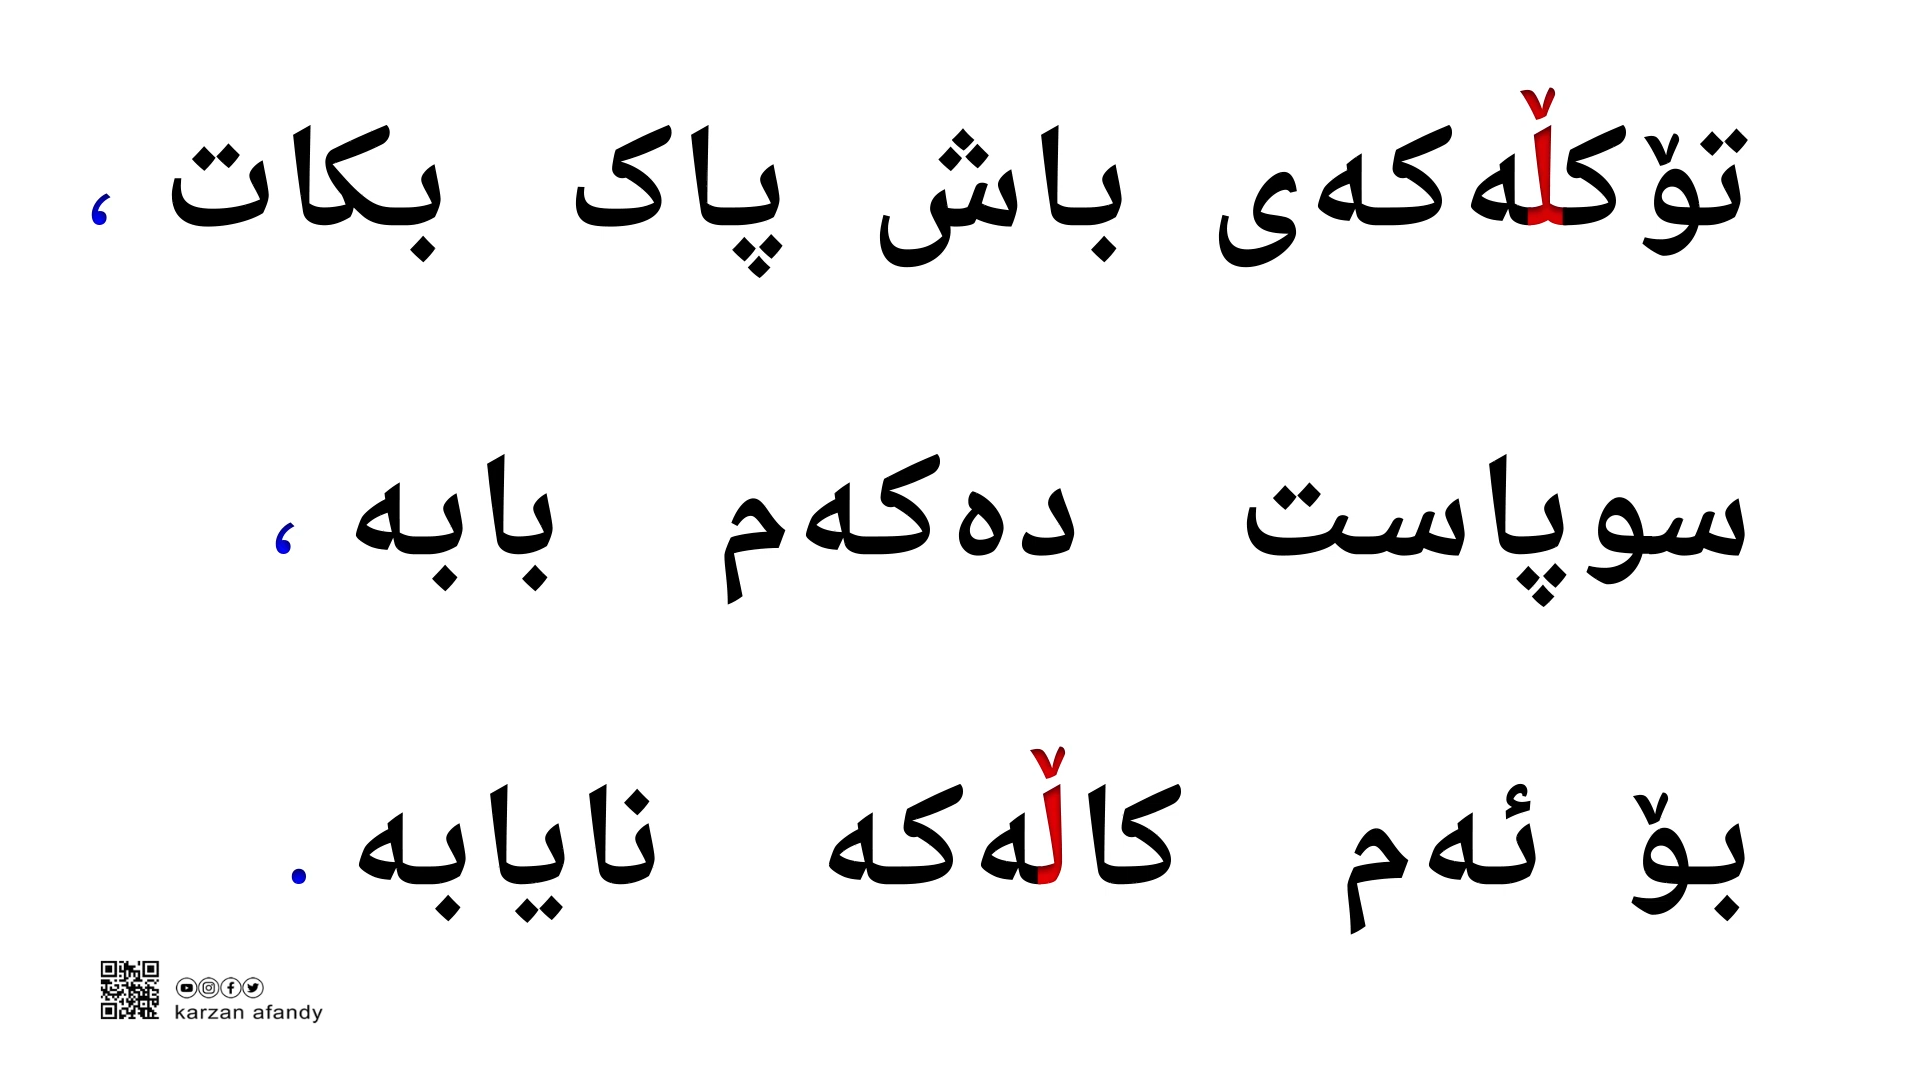 تۆکڵەکەی باش پاک بکات ،
سوپاست دەکەم بابە ،
بۆ ئەم کاڵەکە نایابە .
karzan afandy